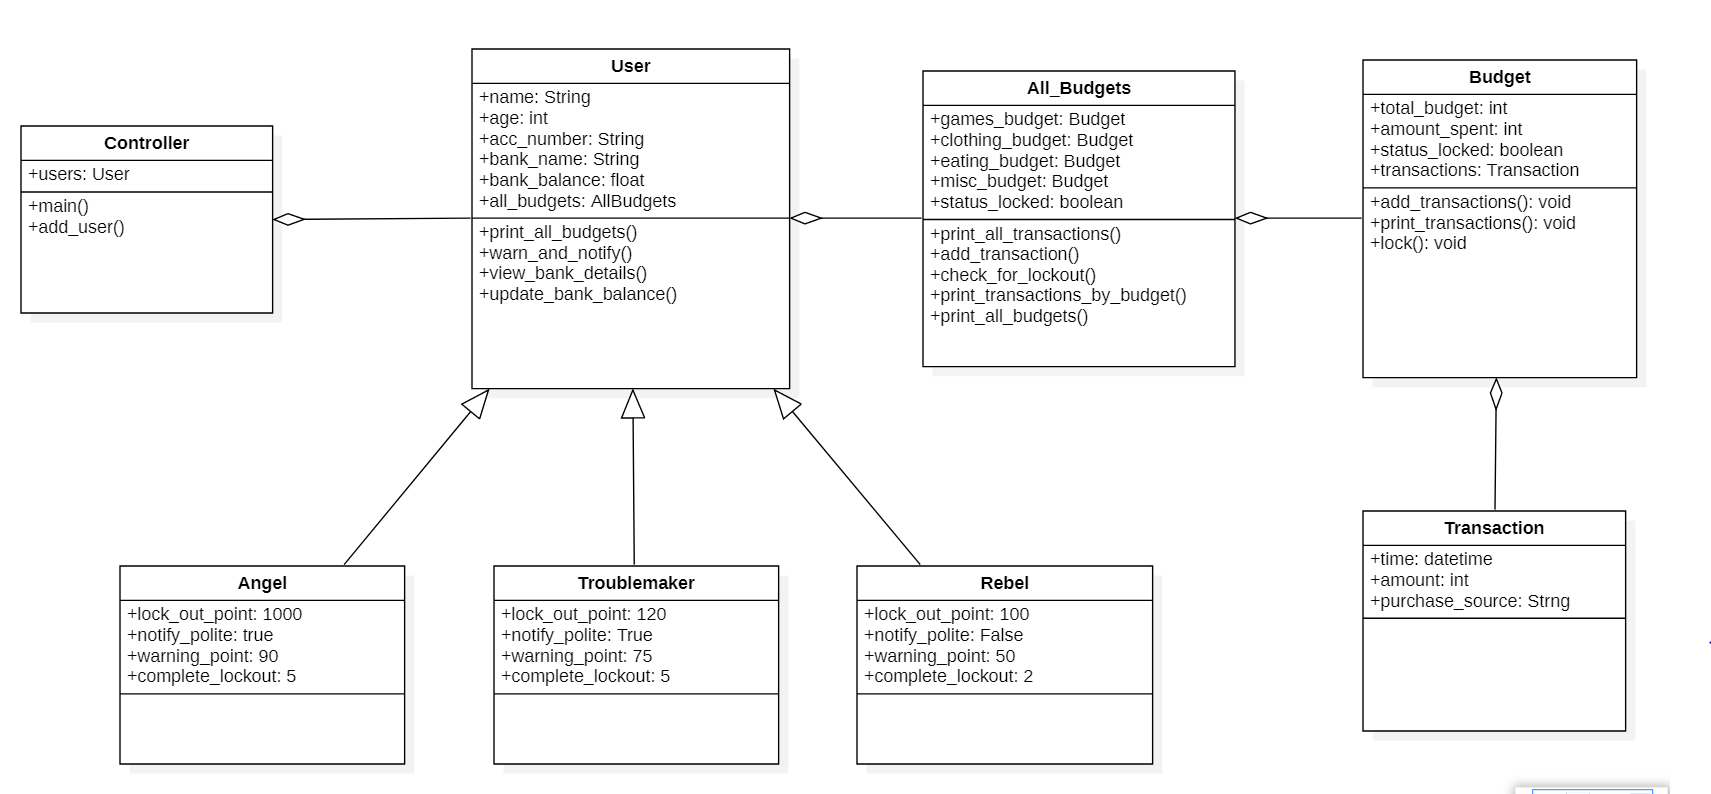 Controller
+users: User
+main()
+add_user()
User
+name: String
+age: int
+acc_number: String
+bank_name: String
+bank_balance: float
+all_budgets: AllBudgets
+print_all_budgets()
+warn_and_notify()
+view_bank_details()
+update_bank_balance()
All_Budgets
+games_budget: Budget
+clothing_budget: Budget
+eating_budget: Budget
+misc_budget: Budget
+status_locked: boolean
+print_all_transactions()
+add_transaction()
+check_for_lockout()
+print_transactions_by_budget()
+print_all_budgets()
Budget
+total_budget: int
+amount_spent: int
+status_locked: boolean
+transactions: Transaction
+add_transactions(): void
+print_transactions(): void
+lock(): void
Angel
+lock_out_point: 1000
+notify_polite: true
+warning_point: 90
+complete_lockout: 5
Troublemaker
+lock_out_point: 120
+notify_polite: True
+warning_point: 75
+complete_lockout: 5
Rebel
+lock_out_point: 100
+notify_polite: False
+warning_point: 50
+complete_lockout: 2
Transaction
+time: datetime
+amount: int
+purchase_source: Strng